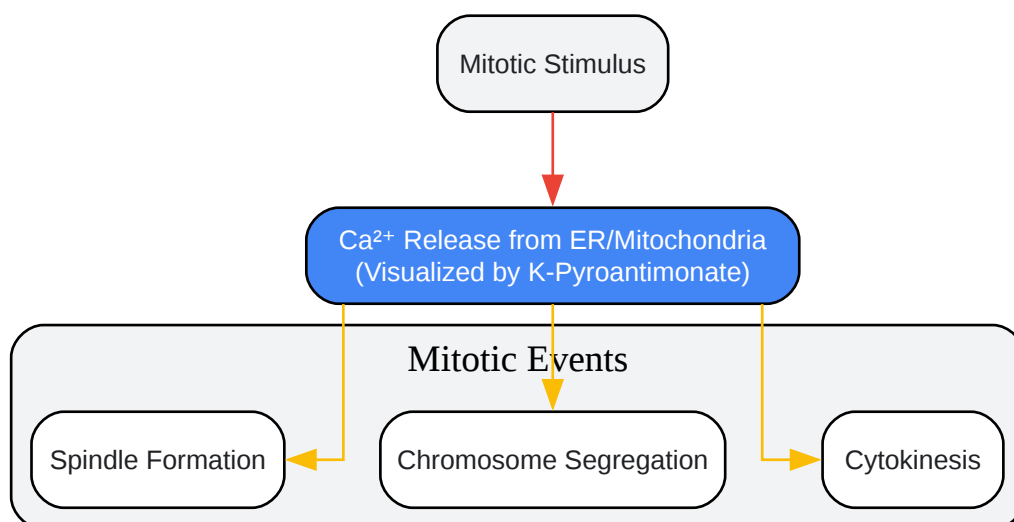 Mitotic Stimulus
Ca²⁺ Release from ER/Mitochondria
(Visualized by K-Pyroantimonate)
Mitotic Events
Spindle Formation
Chromosome Segregation
Cytokinesis